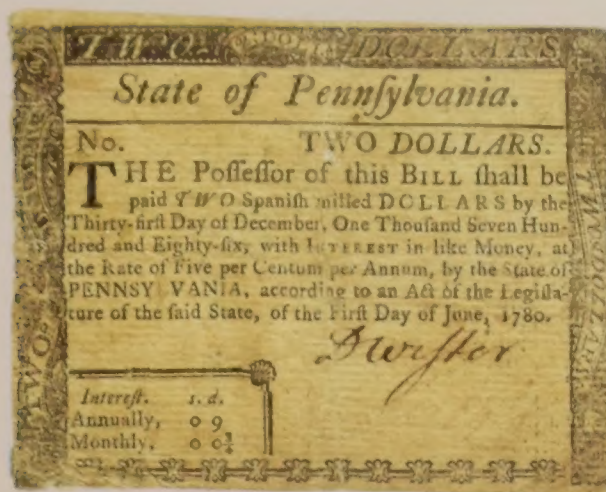 TWO DOLLARS
State of Pennſylvania.
No. TWO DOLLARS.
THE Poſſeſſor of this BILL ſhall be
paid TWO Spaniſh milled DOLLARS by the
Thirty-firſt Day of December, One Thouſand Seven Hun-
dred and Eighty-ſix, with INTEREST in like Money, at
the Rate of Five per Centum per Annum, by the State of
PENNSYLVANIA, according to an Act of the Legiſla-
ture of the ſaid State, of the Firſt Day of June, 1780.
Intereſt. s. d.
Annually, 0 9
Monthly, 0 0¾
TWO
TWO DOLLARS